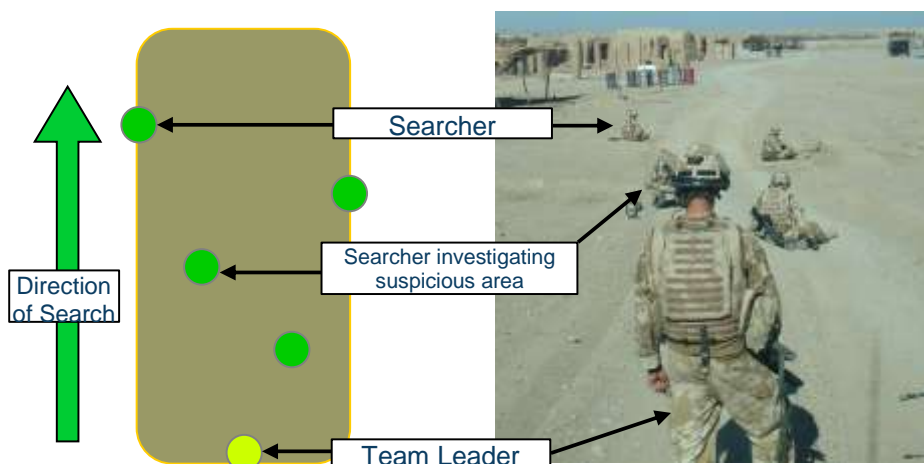 Searcher
Searcher investigating
suspicious area
Direction
of Search
Team Leader